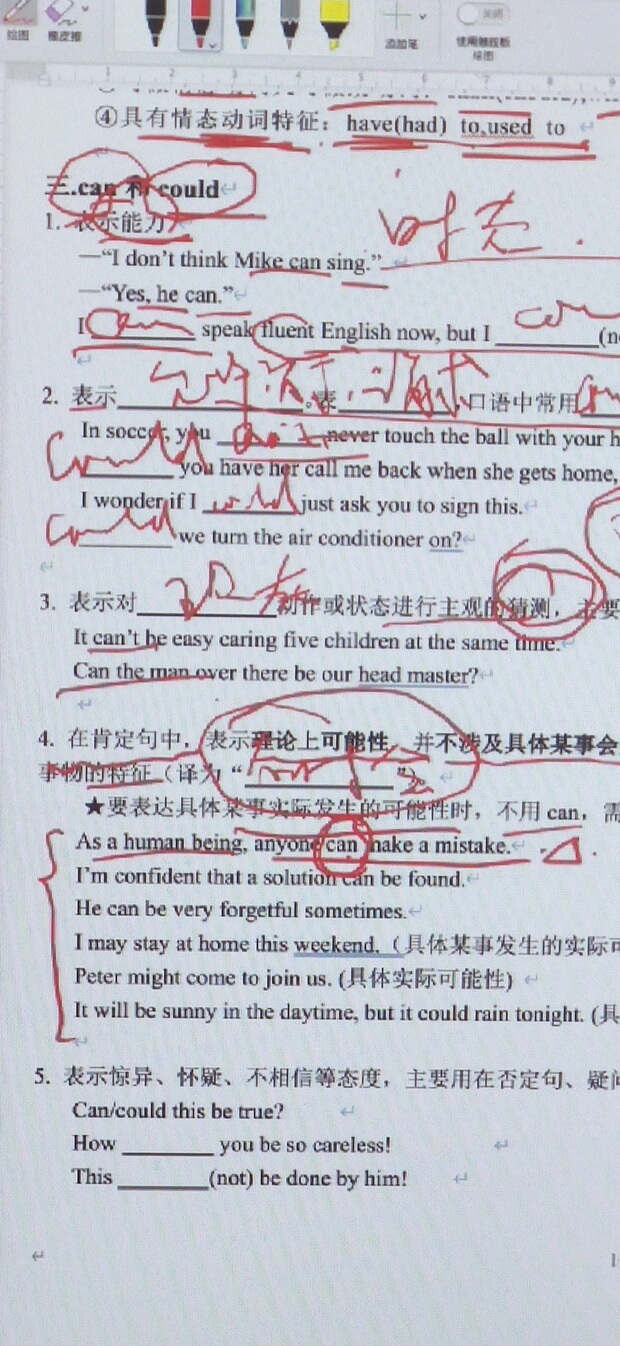 绘图 橡皮擦 添加笔 关闭 使用触控板
绘图
④具有情态动词特征：have(had) to,used to
三.can 和 could
时态
1. 表示能力
—“I don’t think Mike can sing.”
—“Yes, he can.”
I can speak fluent English now, but I ________(n
2. 表示________。表________，口语中常用
In soccer, you ________ never touch the ball with your h
could you have her call me back when she gets home,
I wonder if I could just ask you to sign this.
could we turn the air conditioner on?
3. 表示对现在动作或状态进行主观的猜测，主要
It can’t be easy caring five children at the same time.
Can the man over there be our head master?
4. 在肯定句中，表示理论上可能性，并不涉及具体某事会
事物的特征（译为“________”
★要表达具体某事实际发生的可能性时，不用 can，需
As a human being, anyone can make a mistake.
I’m confident that a solution can be found.
He can be very forgetful sometimes.
I may stay at home this weekend.（具体某事发生的实际可
Peter might come to join us. (具体实际可能性)
It will be sunny in the daytime, but it could rain tonight. (具
5. 表示惊异、怀疑、不相信等态度，主要用在否定句、疑问
Can/could this be true?
How ________ you be so careless!
This ________(not) be done by him!